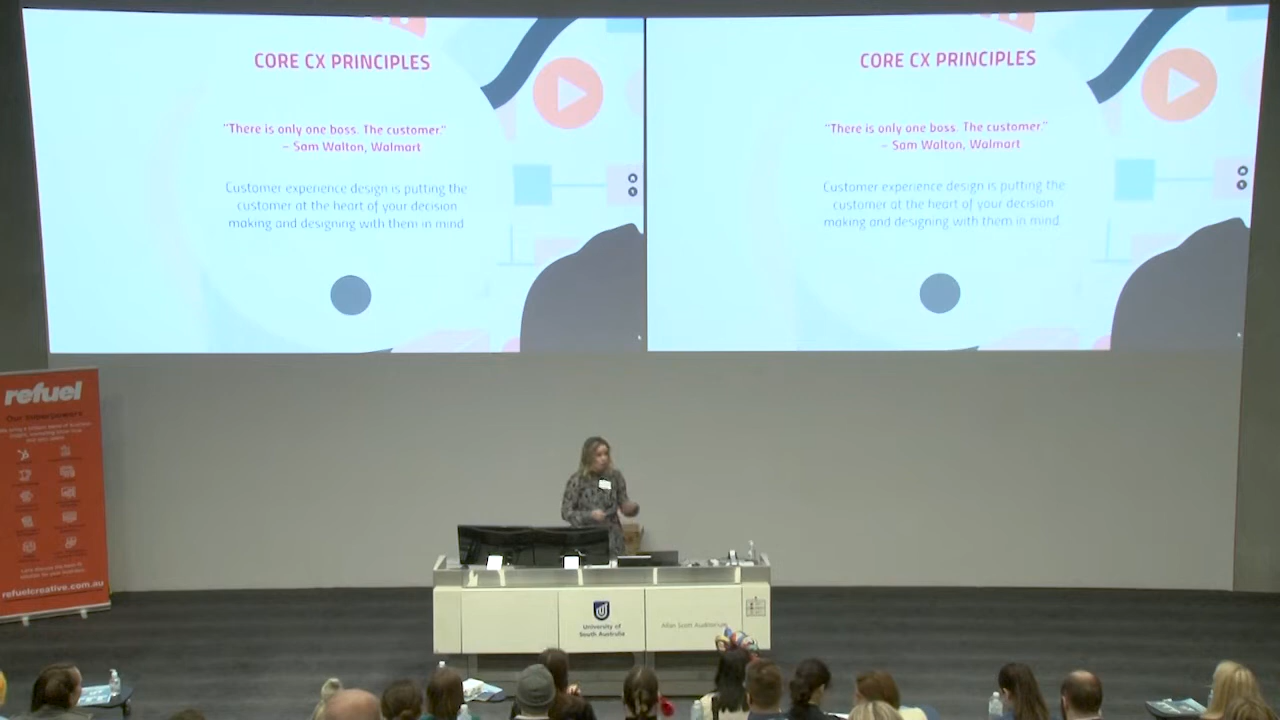 CORE CX PRINCIPLES
"There is only one boss. The customer."
– Sam Walton, Walmart
Customer experience design is putting the
customer at the heart of your decision
making and designing with them in mind
CORE CX PRINCIPLES
"There is only one boss. The customer."
– Sam Walton, Walmart
Customer experience design is putting the
customer at the heart of your decision
making and designing with them in mind
refuel
Our superpowers
refuelcreative.com.au
University of
South Australia
Allan Scott Auditorium